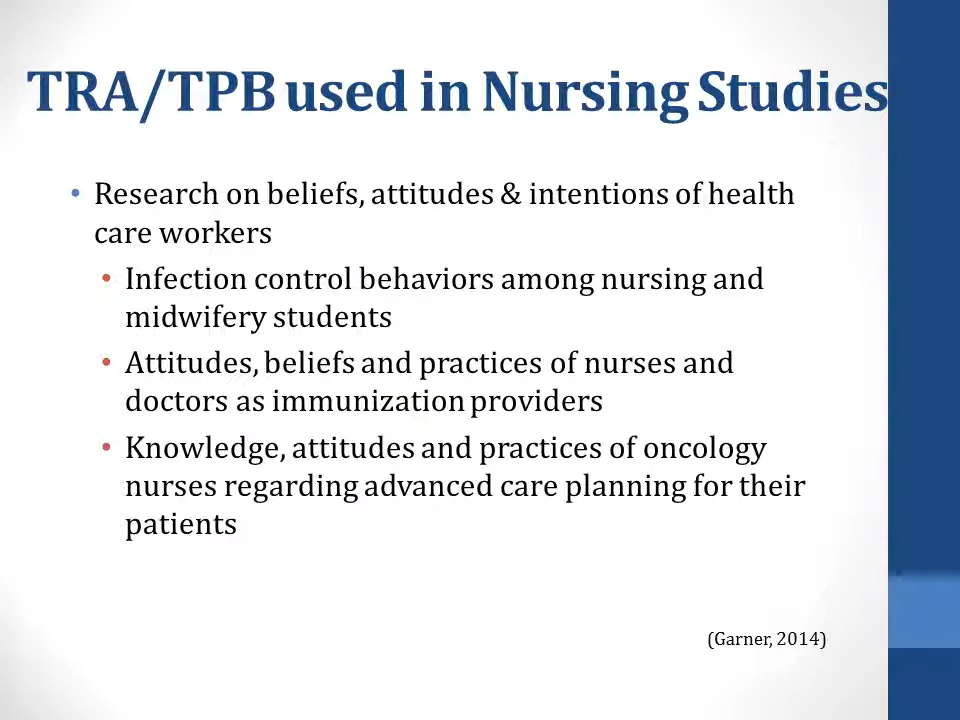 TRA/TPB used in Nursing Studies
• Research on beliefs, attitudes & intentions of health
care workers
• Infection control behaviors among nursing and
midwifery students
• Attitudes, beliefs and practices of nurses and
doctors as immunization providers
• Knowledge, attitudes and practices of oncology
nurses regarding advanced care planning for their
patients
(Garner, 2014)